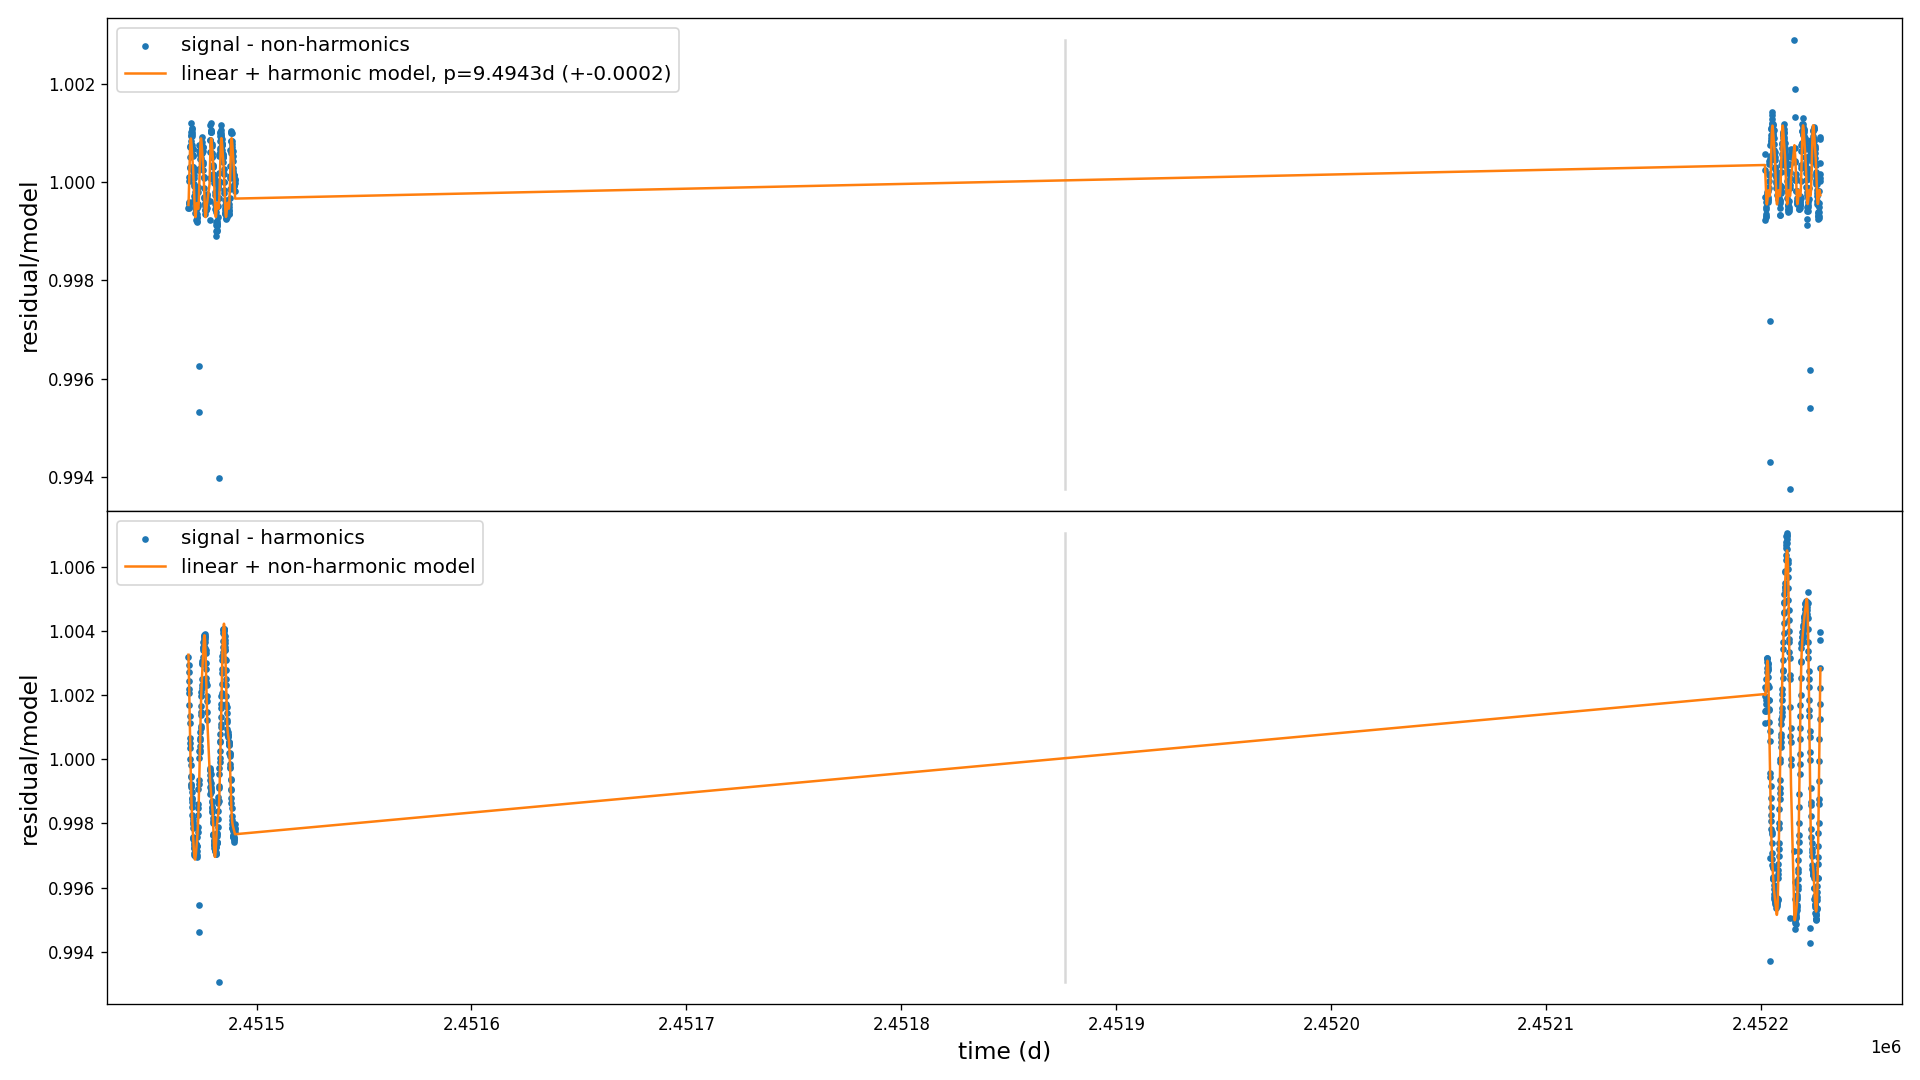 signal - non-harmonics
linear + harmonic model, p=9.4943d (+-0.0002)
1.002
1.000
0.998
0.996
0.994
residual/model
signal - harmonics
linear + non-harmonic model
1.006
1.004
1.002
1.000
0.998
0.996
0.994
residual/model
2.4515 2.4516 2.4517 2.4518 2.4519 2.4520 2.4521 2.4522
1e6
time (d)